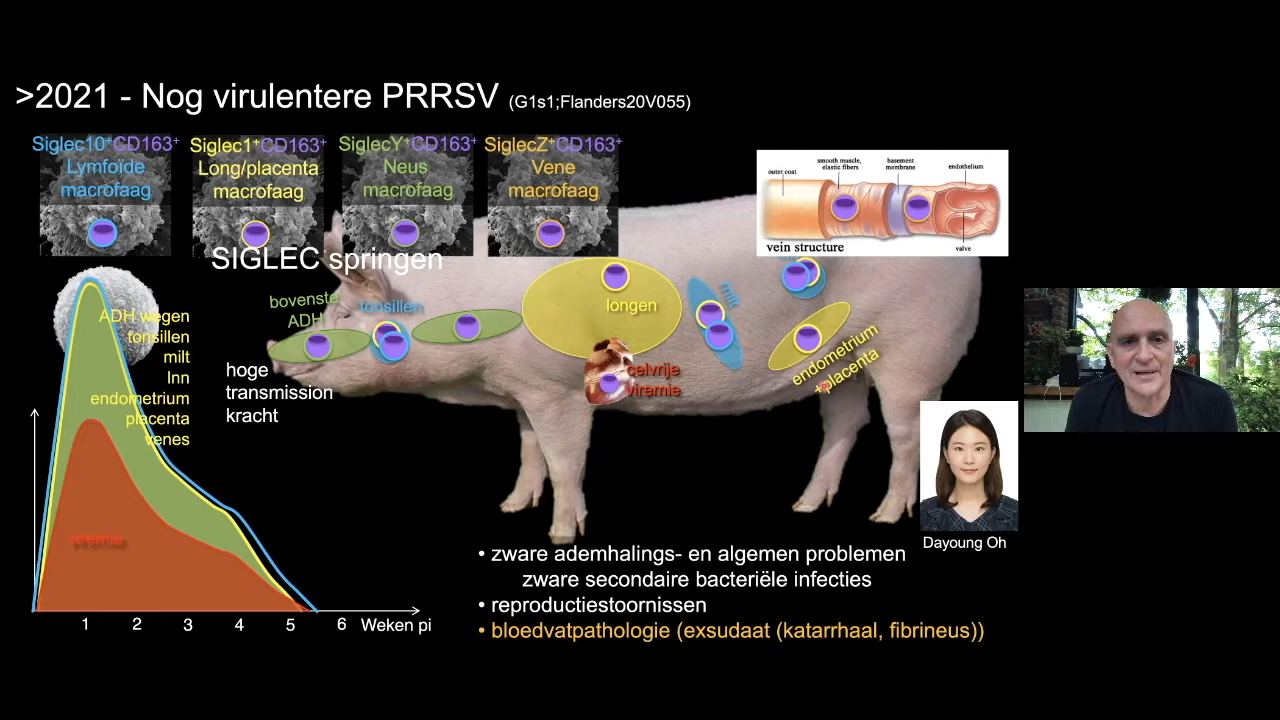 >2021 - Nog virulentere PRRSV (G1s1;Flanders20V055)
Siglec10⁺CD163⁺
Lymfoïde
macrofaag
Siglec1⁺CD163⁺
Long/placenta
macrofaag
SiglecY⁺CD163⁺
Neus
macrofaag
SiglecZ⁺CD163⁺
Vene
macrofaag
outer coat
smooth muscle,
elastic fibers
basement
membrane
endothelium
valve
vein structure
SIGLEC springen
bovenste
ADH
tonsillen
longen
milt
endometrium
+placenta
celvrije
viremie
ADH wegen
tonsillen
milt
Inn
endometrium
placenta
venes
hoge
transmission
kracht
viremie
1 2 3 4 5 6 Weken pi
Dayoung Oh
• zware ademhalings- en algemen problemen
zware secondaire bacteriële infecties
• reproductiestoornissen
• bloedvatpathologie (exsudaat (katarrhaal, fibrineus))